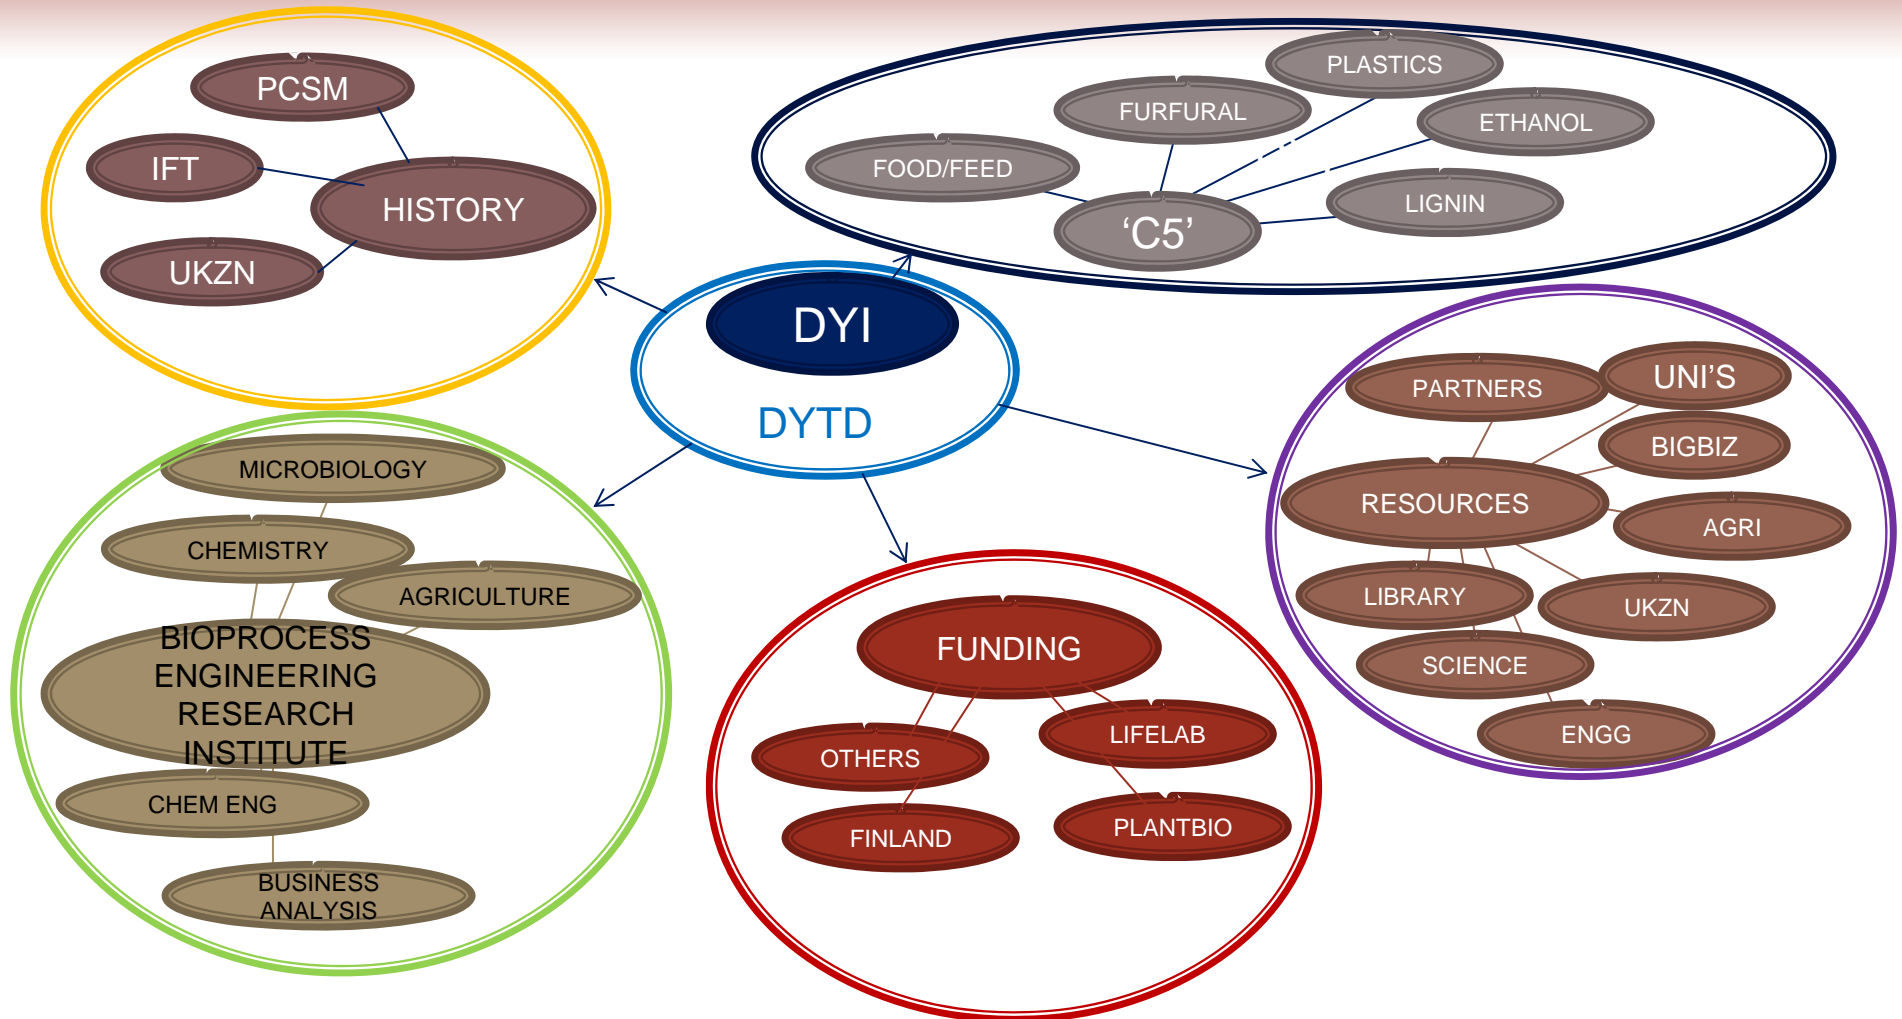 PCSM
IFT
HISTORY
UKZN
PLASTICS
FURFURAL
ETHANOL
FOOD/FEED
LIGNIN
‘C5’
DYI
DYTD
PARTNERS
UNI’S
BIGBIZ
RESOURCES
AGRI
LIBRARY
UKZN
SCIENCE
ENGG
MICROBIOLOGY
CHEMISTRY
AGRICULTURE
BIOPROCESS
ENGINEERING
RESEARCH
INSTITUTE
CHEM ENG
BUSINESS
ANALYSIS
FUNDING
LIFELAB
OTHERS
PLANTBIO
FINLAND